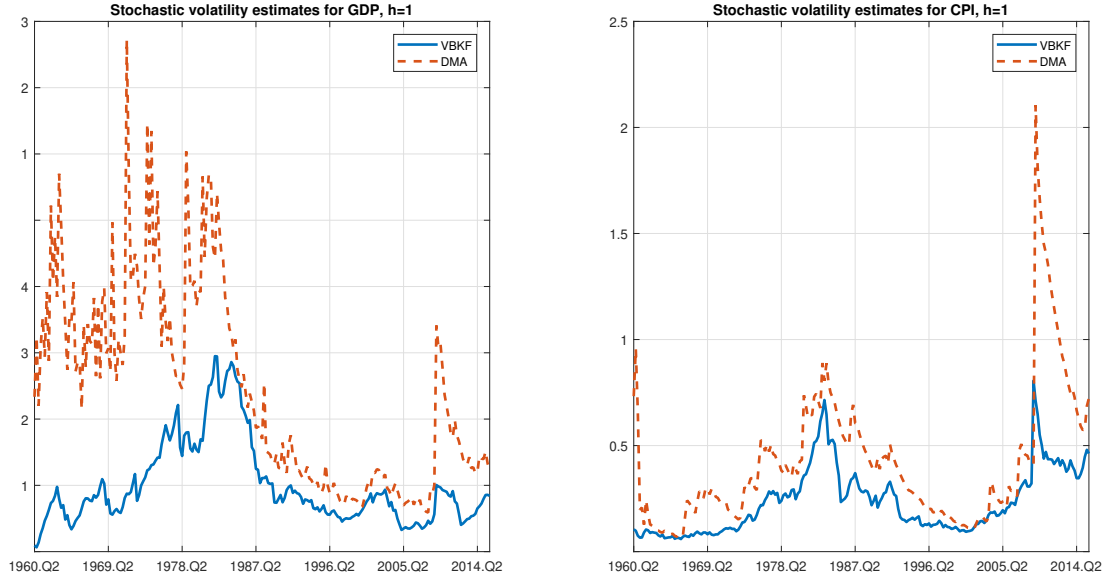 Stochastic volatility estimates for GDP, h=1
VBKF
DMA
3
2
1
4
3
2
1
1960.Q2 1969.Q2 1978.Q2 1987.Q2 1996.Q2 2005.Q2 2014.Q2
Stochastic volatility estimates for CPI, h=1
VBKF
DMA
2.5
2
1.5
1
0.5
1960.Q2 1969.Q2 1978.Q2 1987.Q2 1996.Q2 2005.Q2 2014.Q2